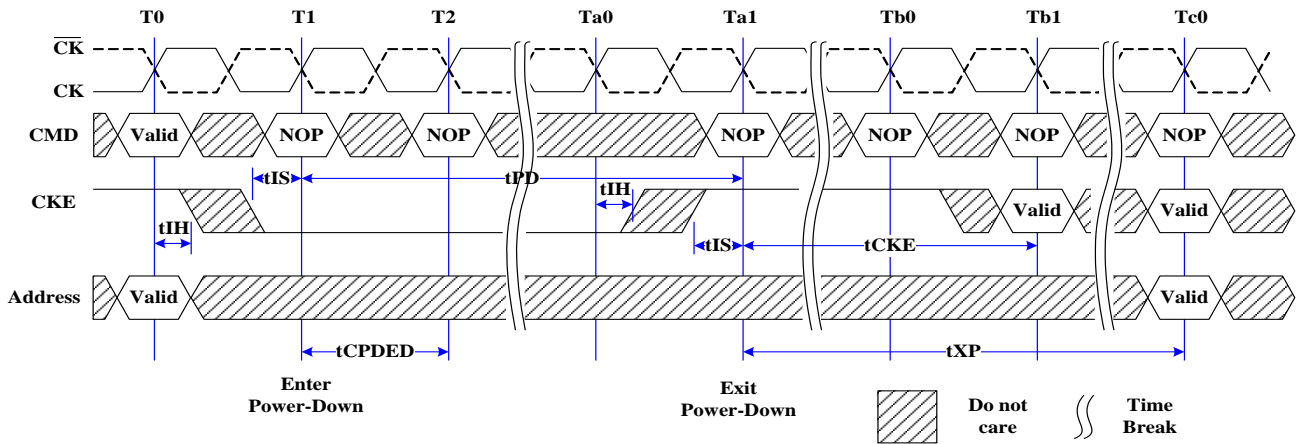 T0 T1 T2 Ta0 Ta1 Tb0 Tb1 Tc0
C̅K̅
CK
CMD Valid NOP NOP NOP NOP NOP NOP
tIS tPD tIH
CKE Valid Valid
tIH tIS tCKE
Address Valid Valid
tCPDED tXP
Enter
Power-Down
Exit
Power-Down
Do not
care
Time
Break